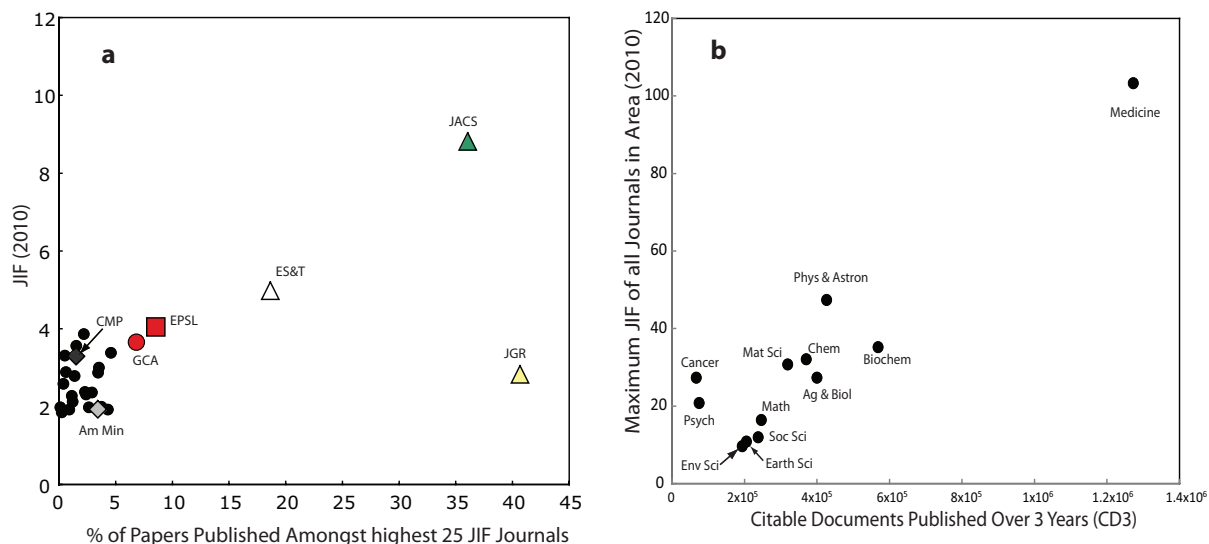 a
12
10
8
6
4
2
0
JIF (2010)
JACS
ES&T
CMP
EPSL
GCA
JGR
Am Min
0 5 10 15 20 25 30 35 40 45
% of Papers Published Amongst highest 25 JIF Journals
b
120
100
80
60
40
20
0
Maximum JIF of all Journals in Area (2010)
Medicine
Phys & Astron
Mat Sci
Chem
Biochem
Cancer
Ag & Biol
Psych
Math
Soc Sci
Env Sci
Earth Sci
0 2x10⁵ 4x10⁵ 6x10⁵ 8x10⁵ 1x10⁶ 1.2x10⁶ 1.4x10⁶
Citable Documents Published Over 3 Years (CD3)